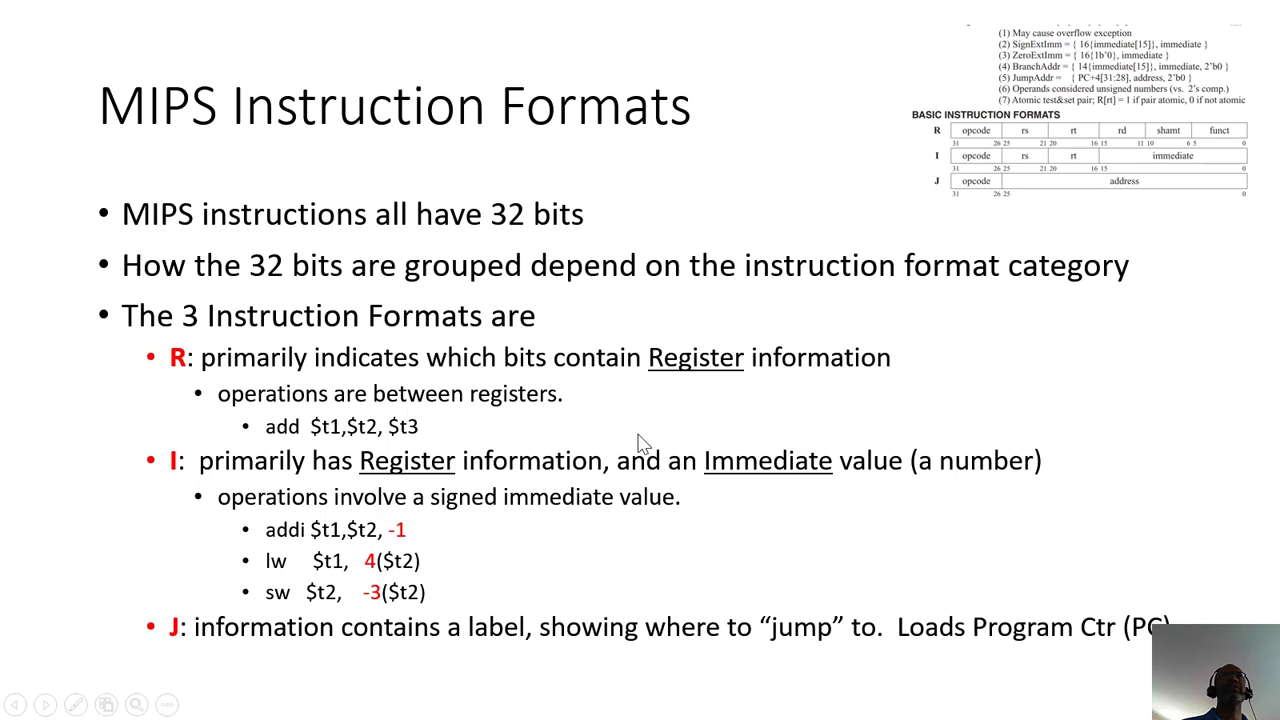 (1) May cause overflow exception
(2) SignExtImm = { 16{immediate[15]}, immediate }
(3) ZeroExtImm = { 16{1b'0}, immediate }
(4) BranchAddr = { 14{immediate[15]}, immediate, 2'b0 }
(5) JumpAddr = { PC+4[31:28], address, 2'b0 }
(6) Operands considered unsigned numbers (vs. 2's comp.)
(7) Atomic test&set pair; R[rt] = 1 if pair atomic, 0 if not atomic
BASIC INSTRUCTION FORMATS
R opcode rs rt rd shamt funct
31 26 25 21 20 16 15 11 10 6 5 0
I opcode rs rt immediate
31 26 25 21 20 16 15 0
J opcode address
31 26 25 0
MIPS Instruction Formats
• MIPS instructions all have 32 bits
• How the 32 bits are grouped depend on the instruction format category
• The 3 Instruction Formats are
• R: primarily indicates which bits contain Register information
• operations are between registers.
• add $t1,$t2, $t3
• I: primarily has Register information, and an Immediate value (a number)
• operations involve a signed immediate value.
• addi $t1,$t2, -1
• lw $t1, 4($t2)
• sw $t2, -3($t2)
• J: information contains a label, showing where to “jump” to. Loads Program Ctr (PC)